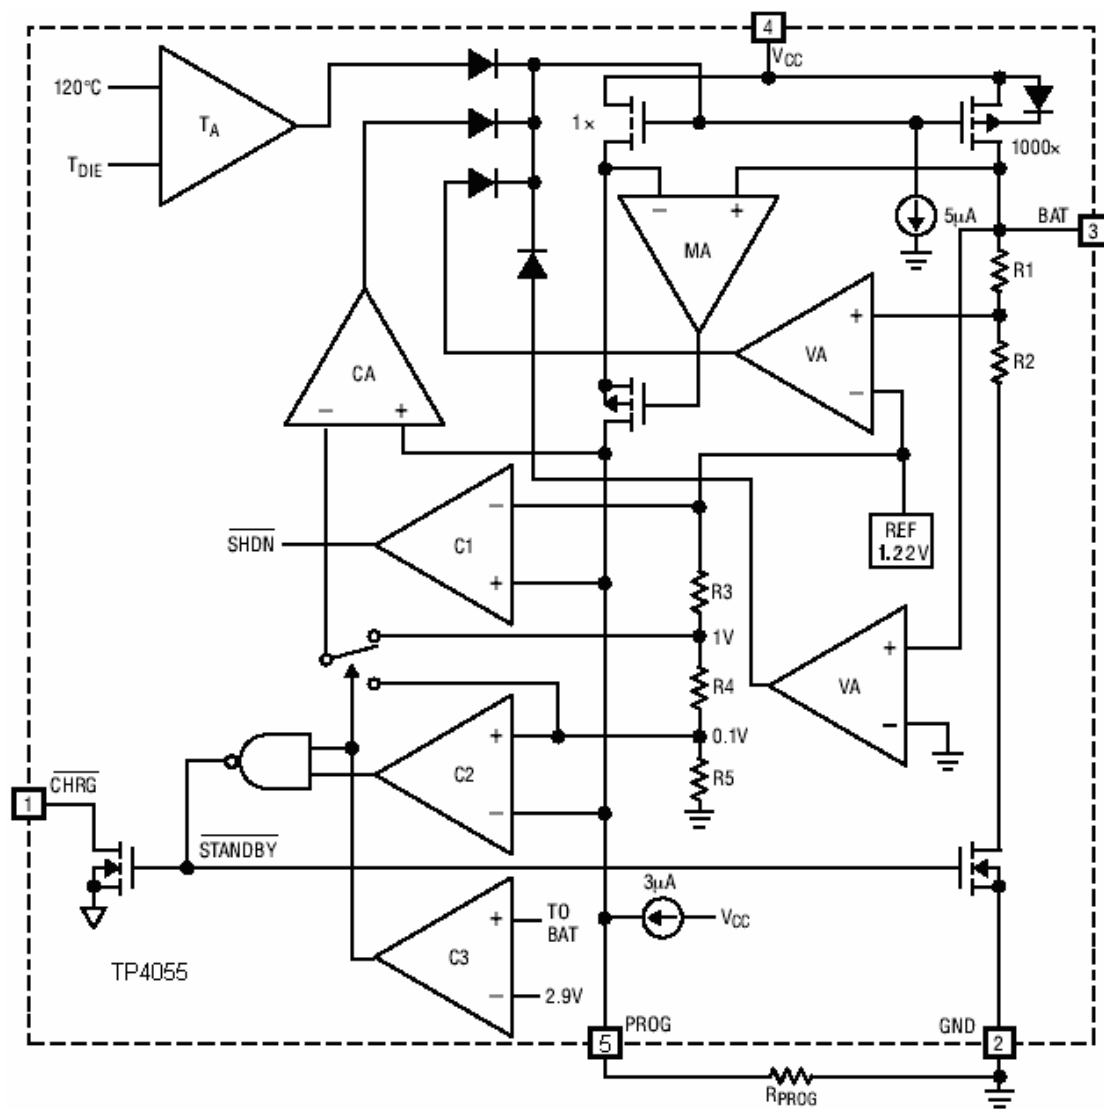 4
VCC
120°C
TA
TDIE
1×
1000×
5µA
BAT
3
– +
MA
R1
+
VA
–
R2
CA
– +
–
C1
+
SHDN
REF
1.22V
R3
1V
+
VA
–
R4
+
C2
–
0.1V
R5
CHRG
1
STANDBY
3µA
VCC
+
TO
BAT
C3
–
2.9V
TP4055
PROG
5
GND
2
RPROG